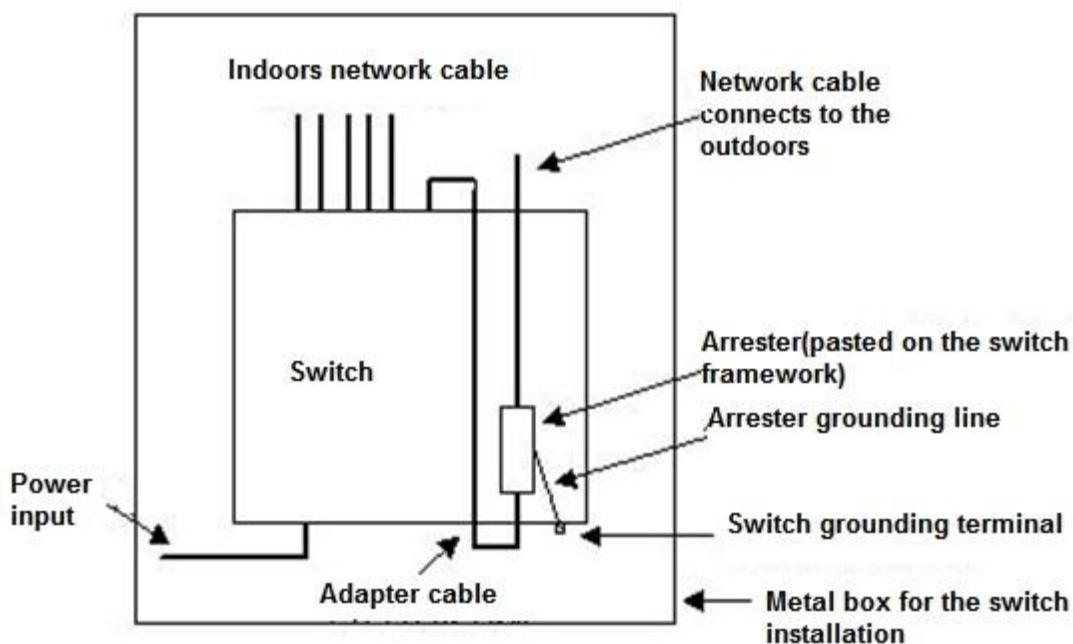 Indoors network cable
Network cable
connects to the
outdoors
Switch
Arrester(pasted on the switch
framework)
Arrester grounding line
Power
input
Switch grounding terminal
Adapter cable
Metal box for the switch
installation